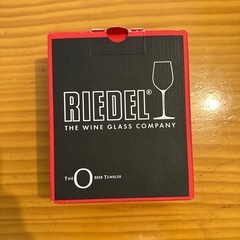 RIEDEL®
THE WINE GLASS COMPANY
THE O BEER TUMBLER